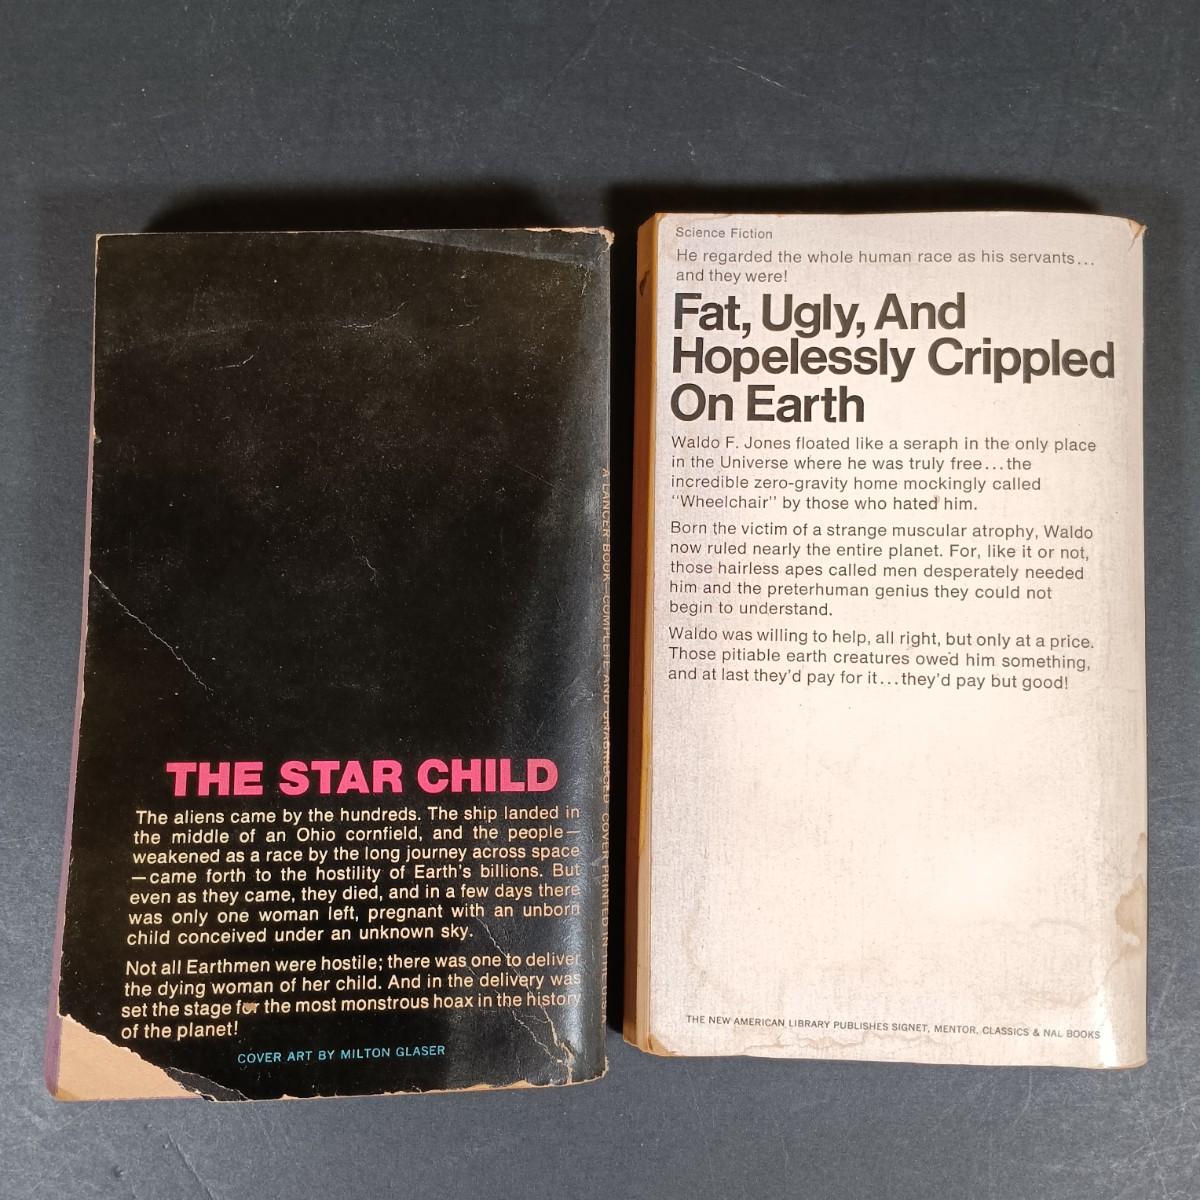 THE STAR CHILD
The aliens came by the hundreds. The ship landed in
the middle of an Ohio cornfield, and the people—
weakened as a race by the long journey across space
—came forth to the hostility of Earth's billions. But
even as they came, they died, and in a few days there
was only one woman left, pregnant with an unborn
child conceived under an unknown sky.
Not all Earthmen were hostile; there was one to deliver
the dying woman of her child. And in the delivery was
set the stage for the most monstrous hoax in the history
of the planet!
COVER ART BY MILTON GLASER
A LANCER BOOK—COMPLETE AND UNABRIDGED COVER PRINTED IN THE U.S.
Science Fiction
He regarded the whole human race as his servants...
and they were!
Fat, Ugly, And
Hopelessly Crippled
On Earth
Waldo F. Jones floated like a seraph in the only place
in the Universe where he was truly free...the
incredible zero-gravity home mockingly called
"Wheelchair" by those who hated him.
Born the victim of a strange muscular atrophy, Waldo
now ruled nearly the entire planet. For, like it or not,
those hairless apes called men desperately needed
him and the preterhuman genius they could not
begin to understand.
Waldo was willing to help, all right, but only at a price.
Those pitiable earth creatures owed him something,
and at last they'd pay for it...they'd pay but good!
THE NEW AMERICAN LIBRARY PUBLISHES SIGNET, MENTOR, CLASSICS & NAL BOOKS